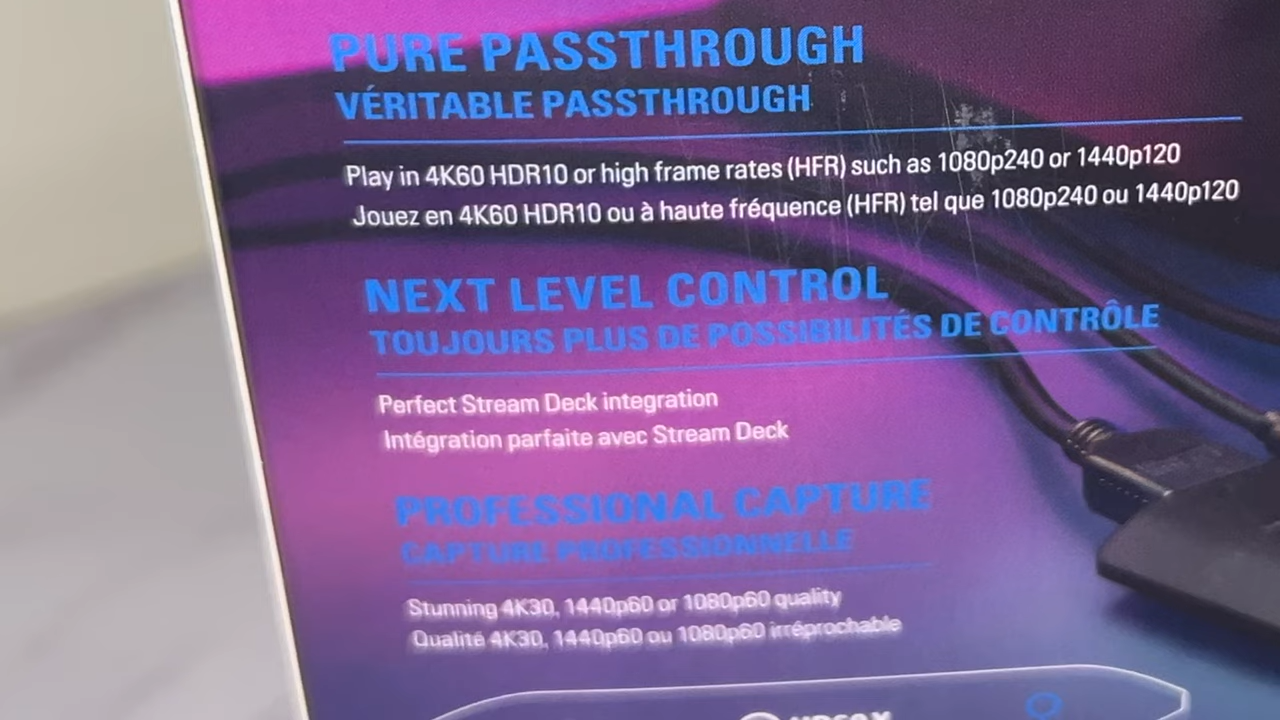 PURE PASSTHROUGH
VÉRITABLE PASSTHROUGH
Play in 4K60 HDR10 or high frame rates (HFR) such as 1080p240 or 1440p120
Jouez en 4K60 HDR10 ou à haute fréquence (HFR) tel que 1080p240 ou 1440p120
NEXT LEVEL CONTROL
TOUJOURS PLUS DE POSSIBILITÉS DE CONTRÔLE
Perfect Stream Deck integration
Intégration parfaite avec Stream Deck
PROFESSIONAL CAPTURE
CAPTURE PROFESSIONNELLE
Stunning 4K30, 1440p60 or 1080p60 quality
Qualité 4K30, 1440p60 ou 1080p60 irréprochable